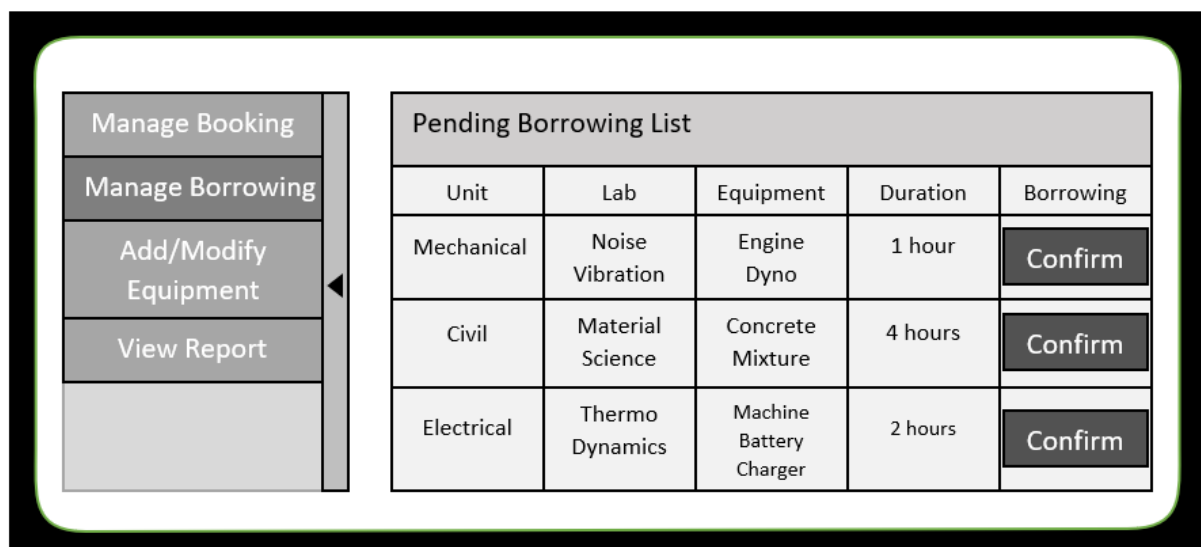 Manage Booking
Manage Borrowing
Add/Modify
Equipment
View Report
Pending Borrowing List
Unit
Lab
Equipment
Duration
Borrowing
Mechanical
Noise
Vibration
Engine
Dyno
1 hour
Confirm
Civil
Material
Science
Concrete
Mixture
4 hours
Confirm
Electrical
Thermo
Dynamics
Machine
Battery
Charger
2 hours
Confirm